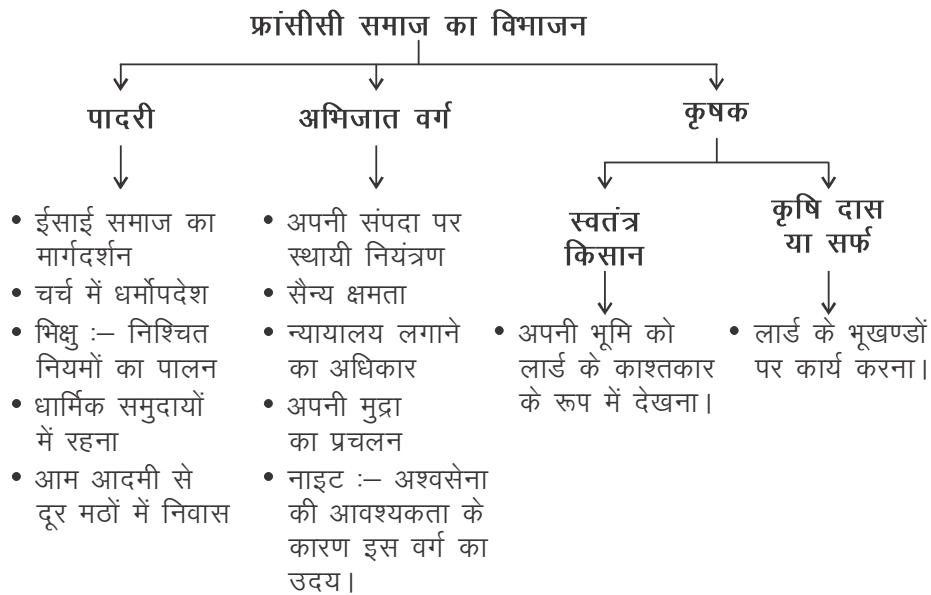 फ्रांसीसी समाज का विभाजन
पादरी
• ईसाई समाज का
मार्गदर्शन
• चर्च में धर्मोपदेश
• भिक्षु :– निश्चित
नियमों का पालन
• धार्मिक समुदायों
में रहना
• आम आदमी से
दूर मठों में निवास
अभिजात वर्ग
• अपनी संपदा पर
स्थायी नियंत्रण
• सैन्य क्षमता
• न्यायालय लगाने
का अधिकार
• अपनी मुद्रा
का प्रचलन
• नाइट :– अश्वसेना
की आवश्यकता के
कारण इस वर्ग का
उदय।
कृषक
स्वतंत्र
किसान
• अपनी भूमि को
लार्ड के काश्तकार
के रूप में देखना।
कृषि दास
या सर्फ
• लार्ड के भूखण्डों
पर कार्य करना।